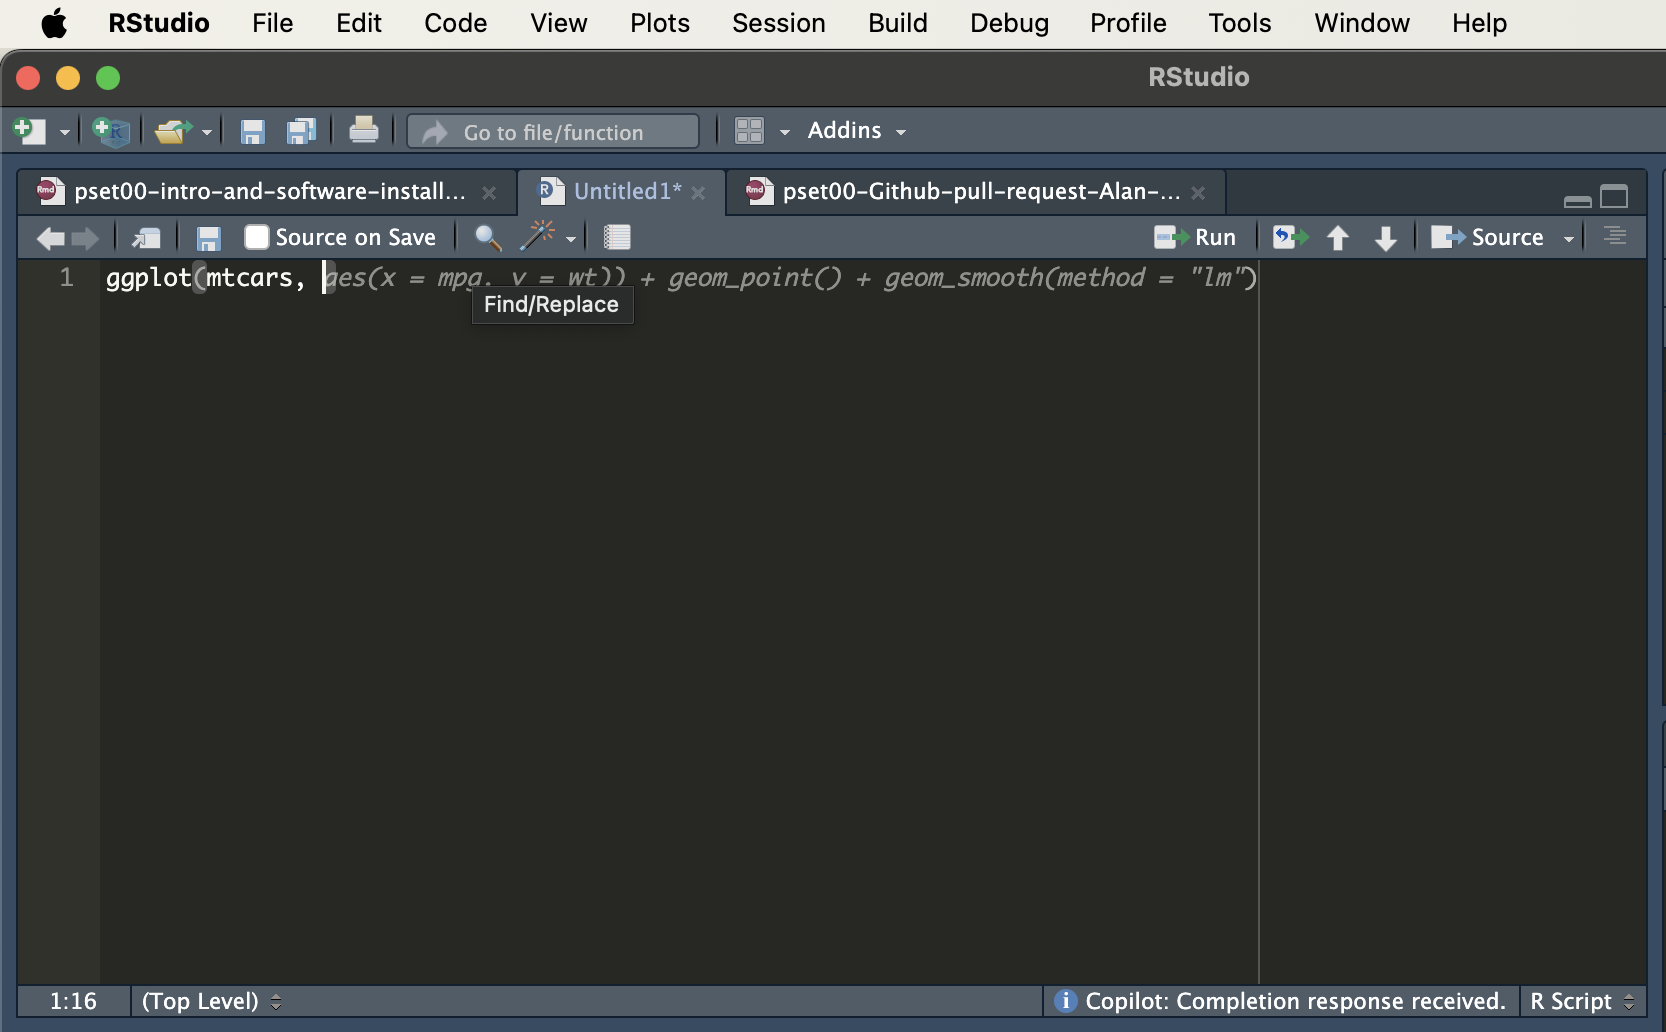 RStudio File Edit Code View Plots Session Build Debug Profile Tools Window Help
RStudio
R Go to file/function Addins
Rmd pset00-intro-and-software-install... × R Untitled1* × Rmd pset00-Github-pull-request-Alan-... ×
Source on Save Run Source
1 ggplot(mtcars, aes(x = mpg, y = wt)) + geom_point() + geom_smooth(method = "lm")
Find/Replace
1:16 (Top Level) i Copilot: Completion response received. R Script